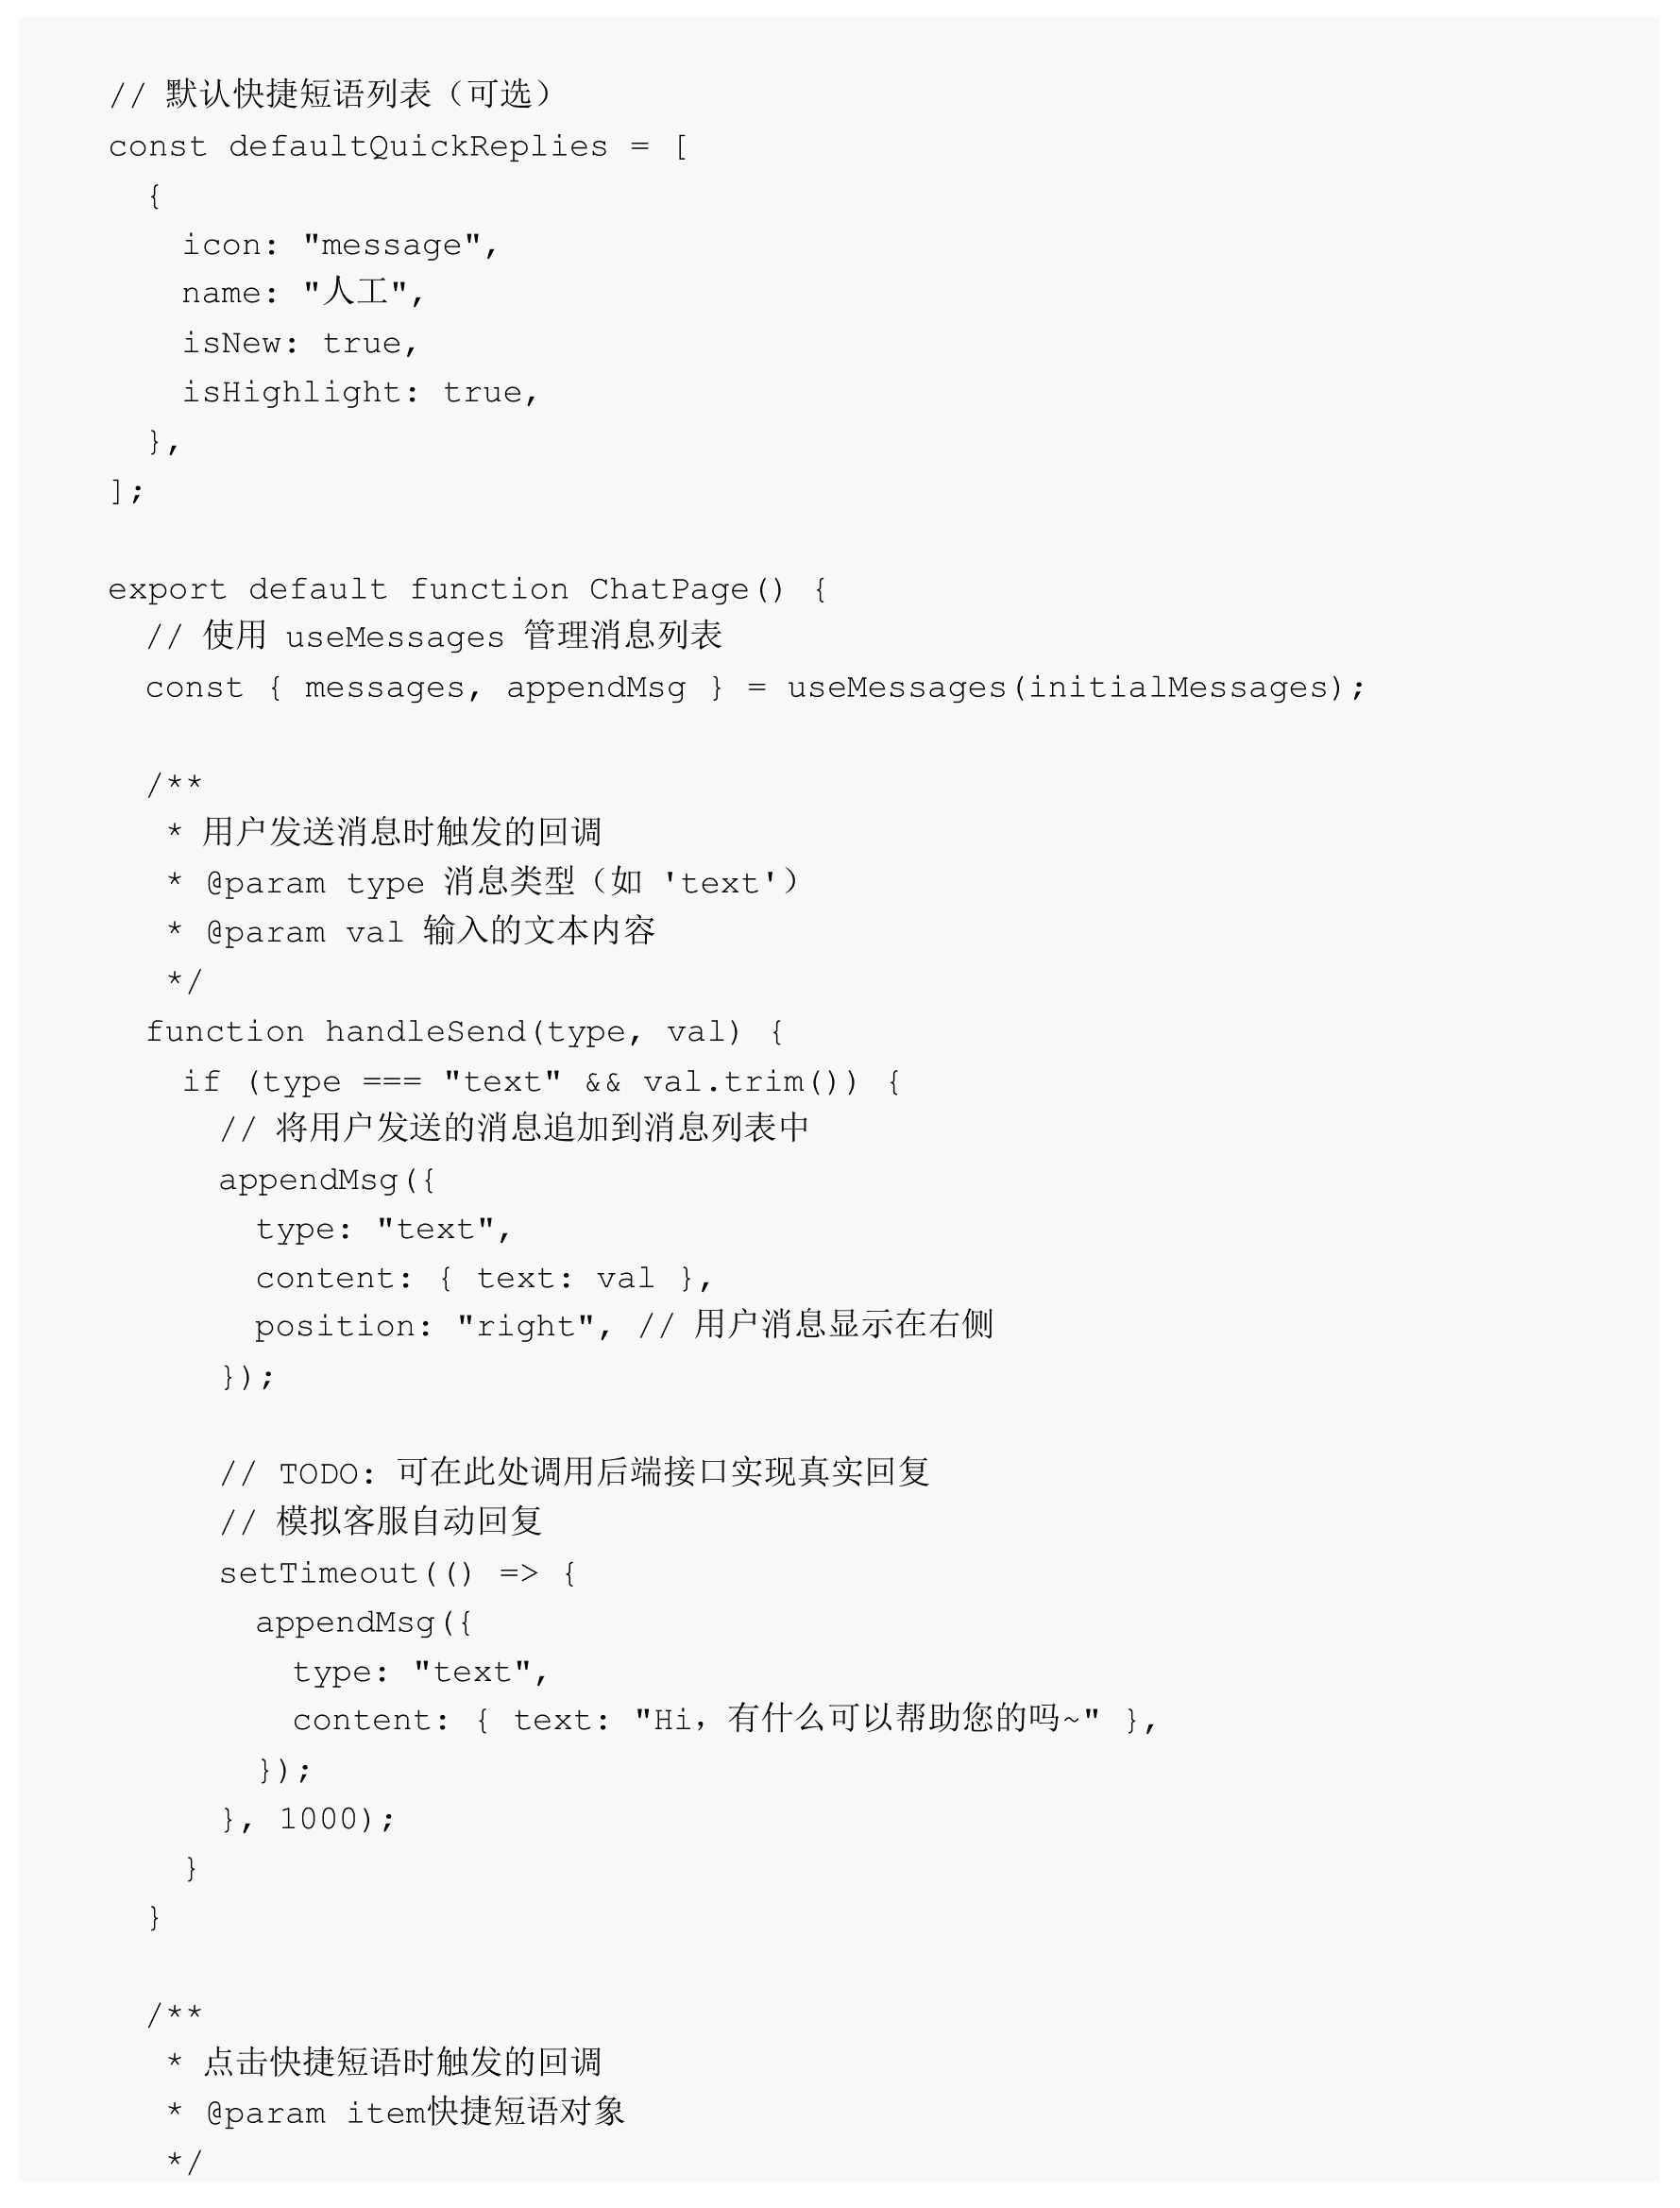 // 默认快捷短语列表（可选）
const defaultQuickReplies = [
  {
    icon: "message",
    name: "人工",
    isNew: true,
    isHighlight: true,
  },
];

export default function ChatPage() {
  // 使用 useMessages 管理消息列表
  const { messages, appendMsg } = useMessages(initialMessages);

  /**
   * 用户发送消息时触发的回调
   * @param type 消息类型（如 'text'）
   * @param val 输入的文本内容
   */
  function handleSend(type, val) {
    if (type === "text" && val.trim()) {
      // 将用户发送的消息追加到消息列表中
      appendMsg({
        type: "text",
        content: { text: val },
        position: "right", // 用户消息显示在右侧
      });

      // TODO: 可在此处调用后端接口实现真实回复
      // 模拟客服自动回复
      setTimeout(() => {
        appendMsg({
          type: "text",
          content: { text: "Hi，有什么可以帮助您的吗~" },
        });
      }, 1000);
    }
  }

  /**
   * 点击快捷短语时触发的回调
   * @param item快捷短语对象
   */